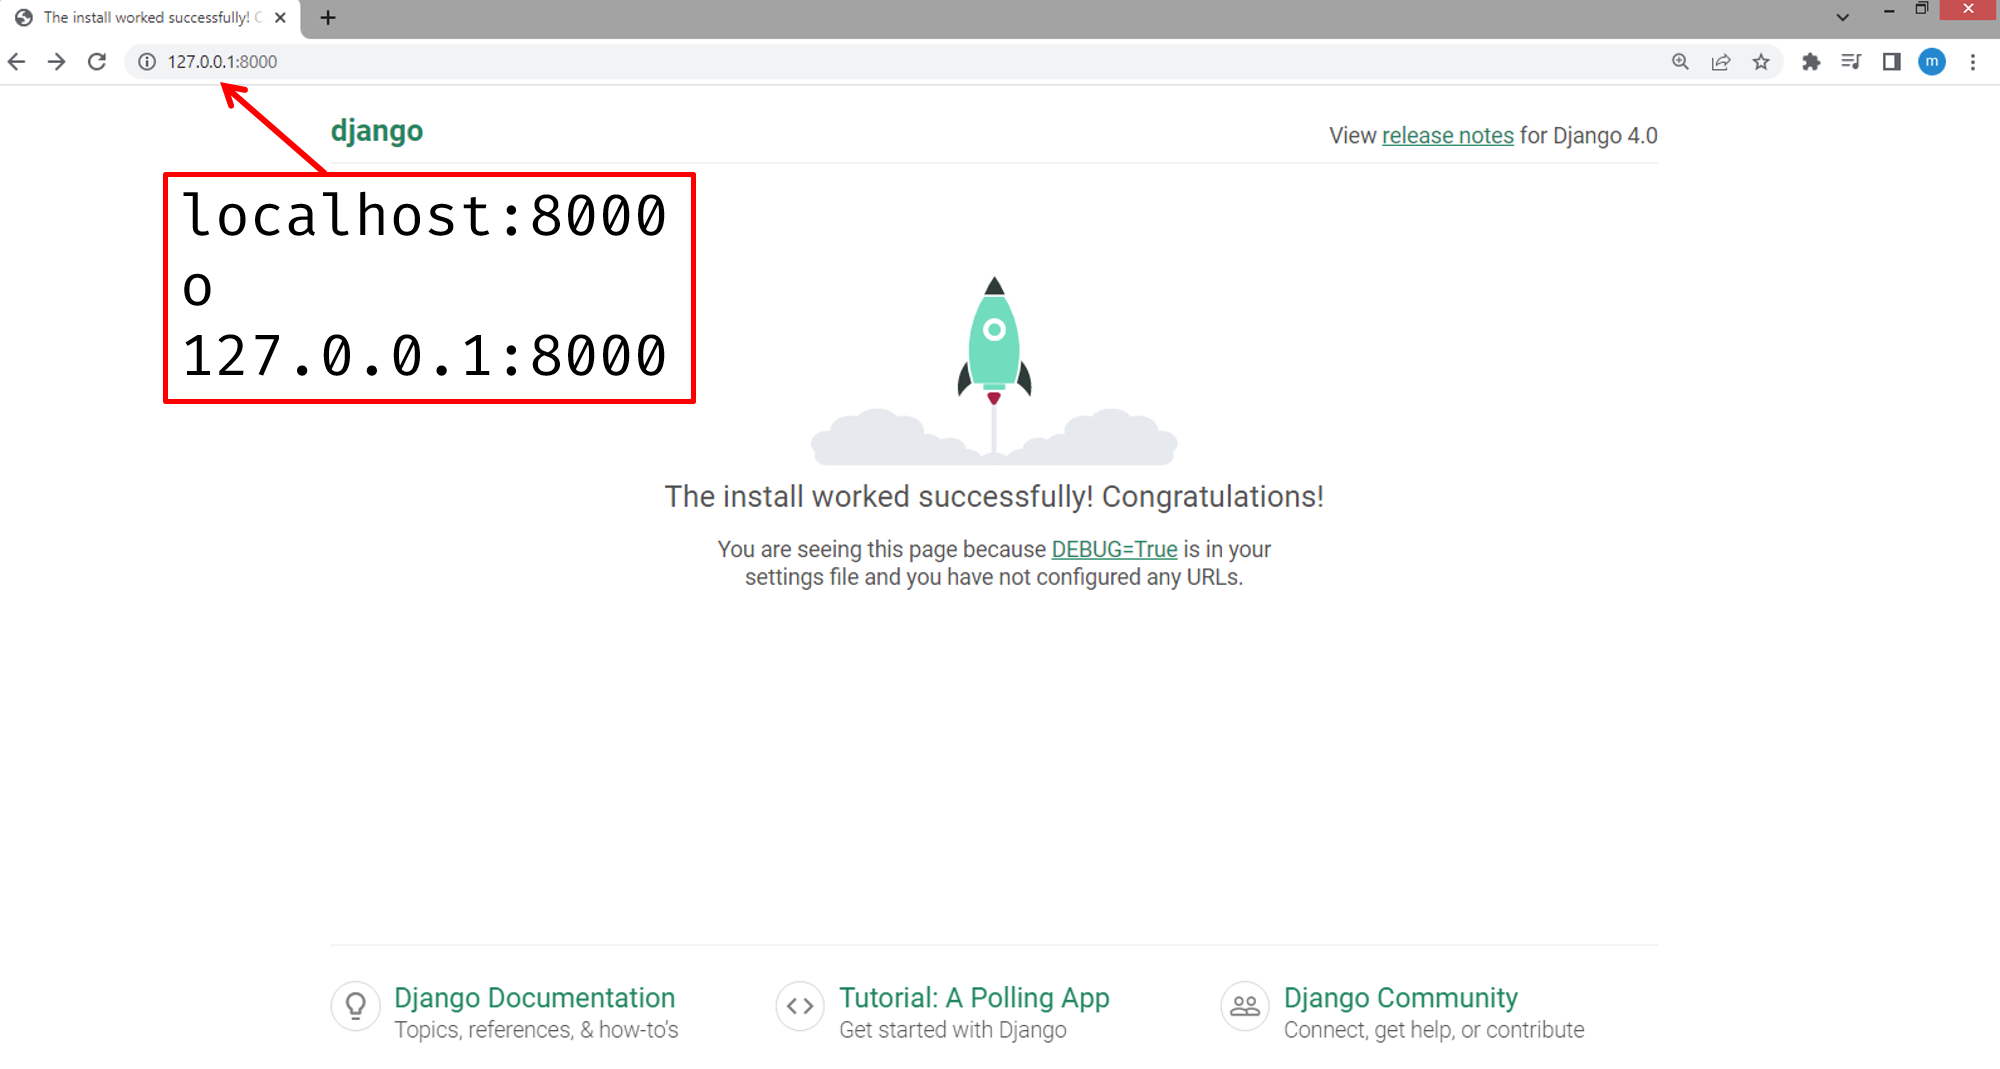 The install worked successfully!
127.0.0.1:8000
m
django
View release notes for Django 4.0
localhost:8000
o
127.0.0.1:8000
The install worked successfully! Congratulations!
You are seeing this page because DEBUG=True is in your
settings file and you have not configured any URLs.
Django Documentation
Topics, references, & how-to’s
Tutorial: A Polling App
Get started with Django
Django Community
Connect, get help, or contribute